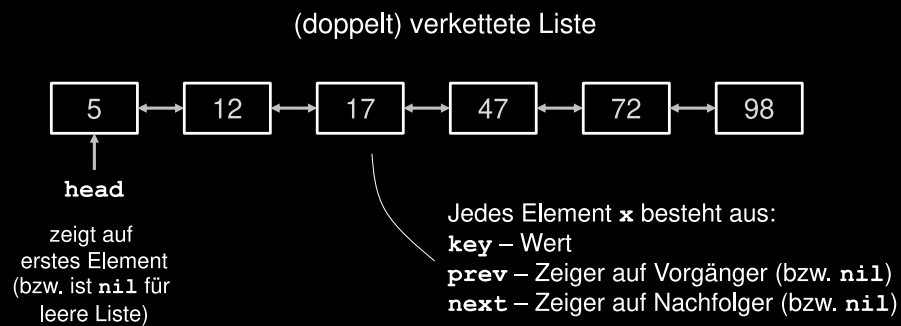 (doppelt) verkettete Liste
5 12 17 47 72 98
head
zeigt auf
erstes Element
(bzw. ist nil für
leere Liste)
Jedes Element x besteht aus:
key – Wert
prev – Zeiger auf Vorgänger (bzw. nil)
next – Zeiger auf Nachfolger (bzw. nil)